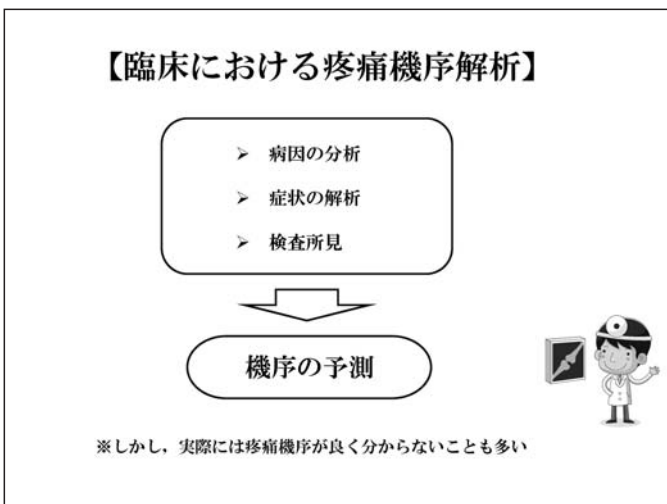 【臨床における疼痛機序解析】
➢ 病因の分析
➢ 症状の解析
➢ 検査所見
機序の予測
※しかし，実際には疼痛機序が良く分からないことも多い